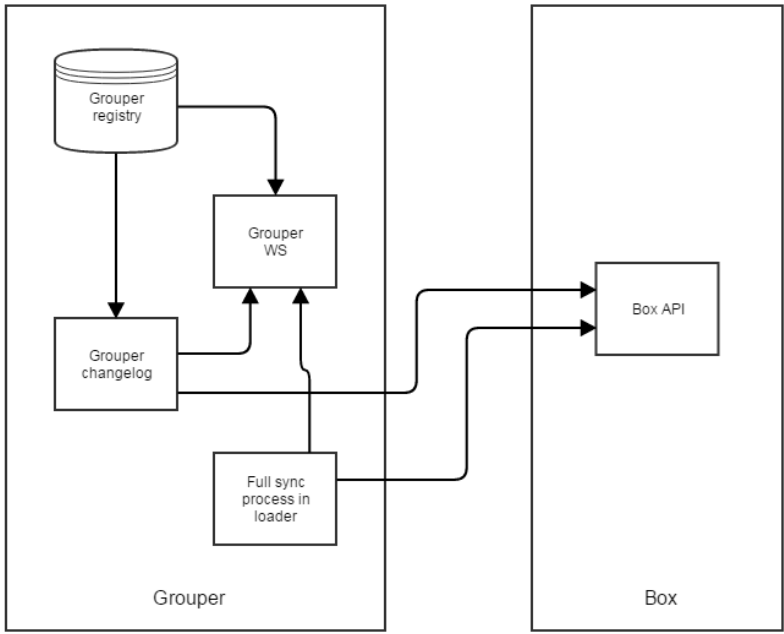 Grouper
registry
Grouper
WS
Box API
Grouper
changelog
Full sync
process in
loader
Grouper
Box